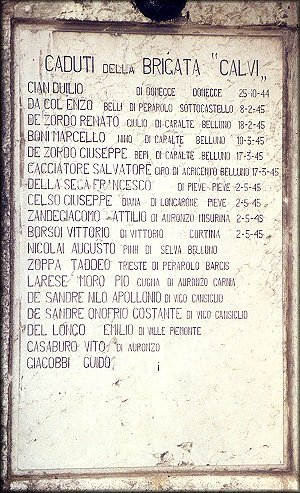 CADUTI DELLA BRIGATA "CALVI"
CIAN DUILIO DI DOMEGGE DOMEGGE 25-10-44
DA COL ENZO BELLI DI PERAROLO SOTTOCASTELLO 8-2-45
DE ZORDO RENATO GIULIO DI CARALTE BELLUNO 18-2-45
BONI MARCELLO NINO DI CARALTE BELLUNO 10-3-45
DE ZORDO GIUSEPPE BEPI DI CARALTE BELLUNO 17-3-45
CACCIATORE SALVATORE CIRO DI AGRIGENTO BELLUNO 17-3-45
DELLA SEGA FRANCESCO DI PIEVE PIEVE 2-5-45
CELSO GIUSEPPE DIANA DI LONGARONE PIEVE 2-5-45
ZANDEGIACOMO ATTILIO DI AURONZO MISURINA 2-5-45
BORSOI VITTORIO DI VITTORIO CORTINA 2-5-45
NICOLAI AUGUSTO DI SELVA BELLUNO
ZOPPA TADDEO TRIESTE DI PERAROLO BARCIS
LARESE MORO PIO DI AURONZO CARNIA
DE SANDRE NILO APOLLONIO DI VIGO CANSIGLIO
DE SANDRE ONOFRIO COSTANTE DI VIGO CANSIGLIO
DEL LONGO EMILIO DI VALLE PIEMONTE
CASABURO VITO DI AURONZO
GIACOBBI GUIDO